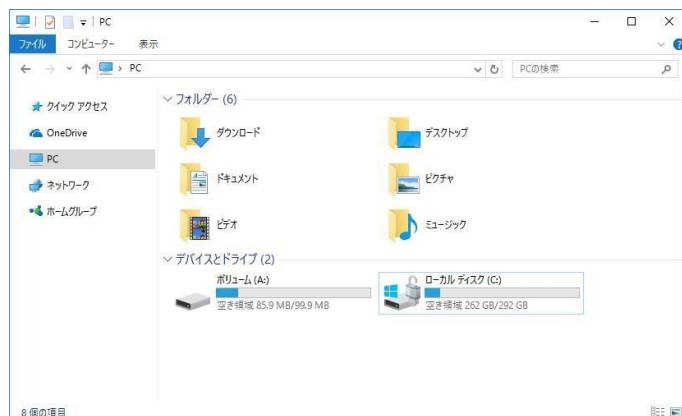 PC
ファイル コンピューター 表示
PC PCの検索
クイック アクセス
OneDrive
PC
ネットワーク
ホームグループ
フォルダー (6)
ダウンロード デスクトップ
ドキュメント ピクチャ
ビデオ ミュージック
デバイスとドライブ (2)
ボリューム (A:) ローカル ディスク (C:)
空き領域 85.9 MB/99.9 MB 空き領域 262 GB/292 GB
8 個の項目